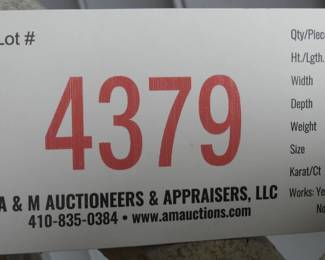 Lot #
4379
A & M AUCTIONEERS & APPRAISERS, LLC
410-835-0384 • www.amauctions.com
Qty/Piec
Ht./Lgth.
Width
Depth
Weight
Size
Karat/Ct
Works: Ye
No